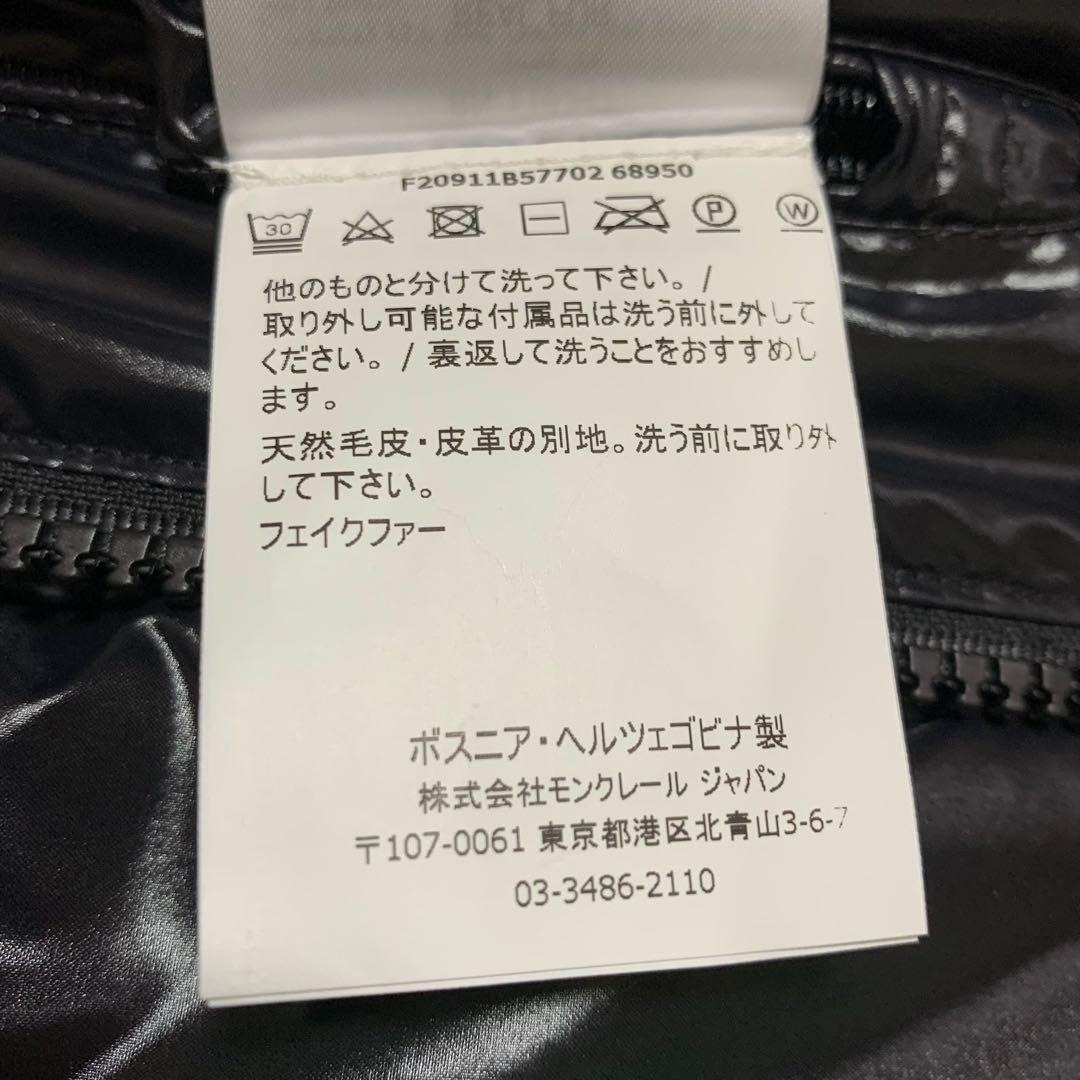 F20911B57702 68950
30 P W
他のものと分けて洗って下さい。 /
取り外し可能な付属品は洗う前に外して
ください。 / 裏返して洗うことをおすすめし
ます。
天然毛皮・皮革の別地。洗う前に取り外
して下さい。
フェイクファー
ボスニア・ヘルツェゴビナ製
株式会社モンクレール ジャパン
〒107-0061 東京都港区北青山3-6-7
03-3486-2110